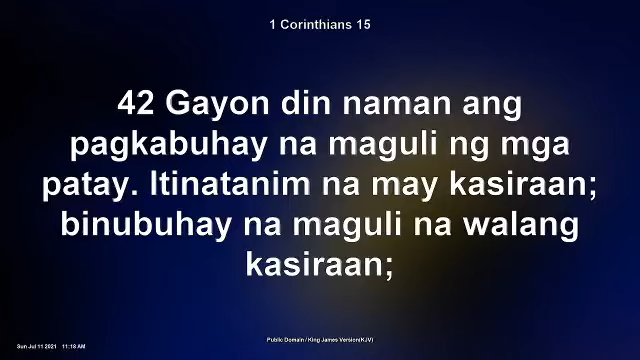 1 Corinthians 15
42 Gayon din naman ang
pagkabuhay na maguli ng mga
patay. Itinatanim na may kasiraan;
binubuhay na maguli na walang
kasiraan;
Public Domain / King James Version(KJV)
Sun Jul 11 2021 11:18 AM